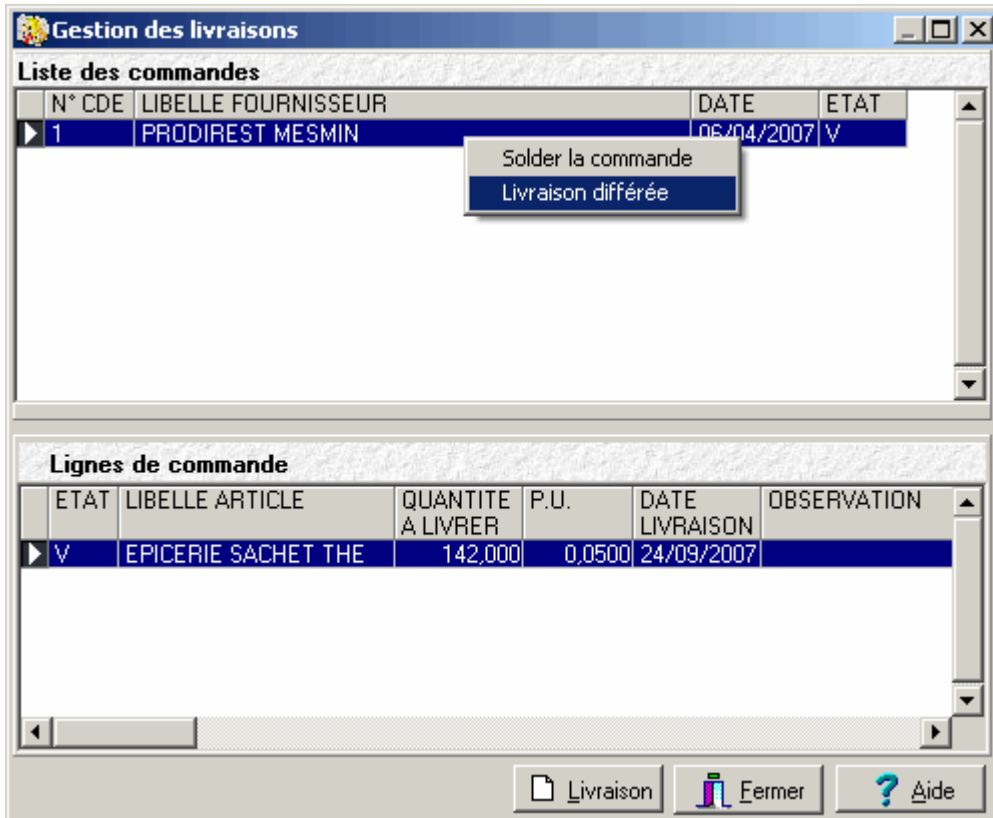 Gestion des livraisons
Liste des commandes
N° CDE LIBELLE FOURNISSEUR DATE ETAT
1 PRODIREST MESMIN 06/04/2007 V
Solder la commande
Livraison différée
Lignes de commande
ETAT LIBELLE ARTICLE QUANTITE P.U. DATE OBSERVATION
A LIVRER LIVRAISON
V EPICERIE SACHET THE 142,000 0,0500 24/09/2007
Livraison Fermer ? Aide